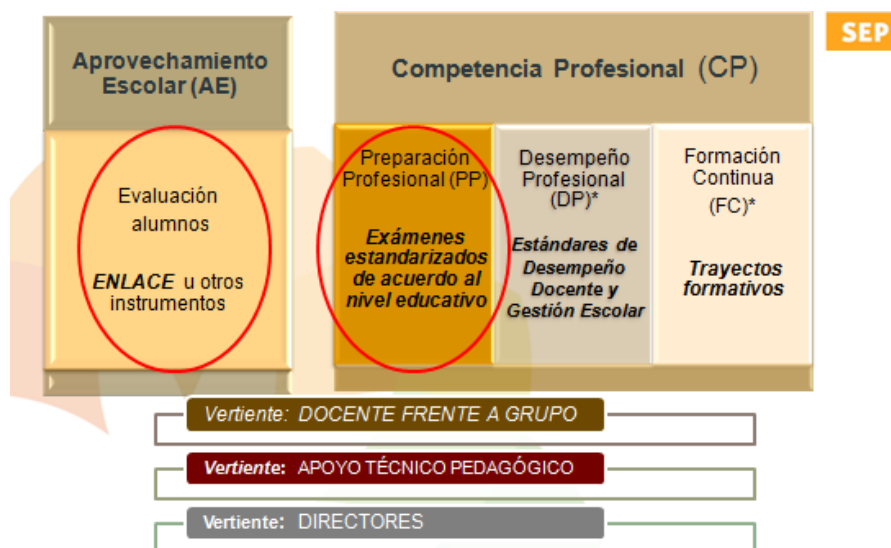 SEP
Aprovechamiento
Escolar (AE)
Competencia Profesional (CP)
Evaluación
alumnos
ENLACE u otros
instrumentos
Preparación
Profesional (PP)
Exámenes
estandarizados
de acuerdo al
nivel educativo
Desempeño
Profesional
(DP)*
Estándares de
Desempeño
Docente y
Gestión Escolar
Formación
Continua
(FC)*
Trayectos
formativos
Vertiente: DOCENTE FRENTE A GRUPO
Vertiente: APOYO TÉCNICO PEDAGÓGICO
Vertiente: DIRECTORES